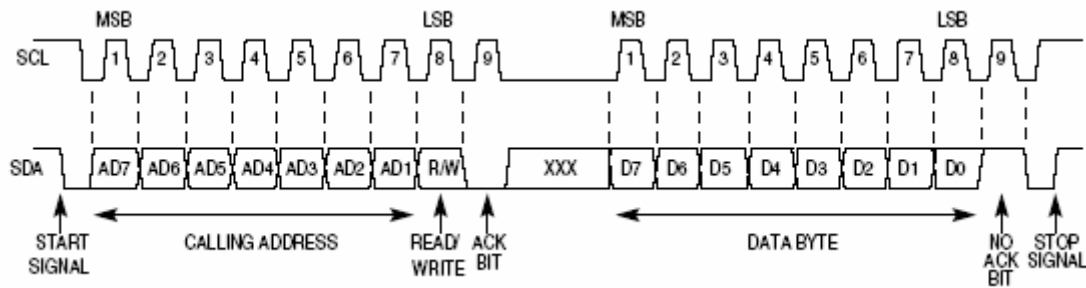 MSB LSB MSB LSB
SCL 1 2 3 4 5 6 7 8 9 1 2 3 4 5 6 7 8 9
SDA AD7 AD6 AD5 AD4 AD3 AD2 AD1 R/W XXX D7 D6 D5 D4 D3 D2 D1 D0
START SIGNAL
CALLING ADDRESS
READ/ WRITE
ACK BIT
DATA BYTE
NO ACK BIT
STOP SIGNAL